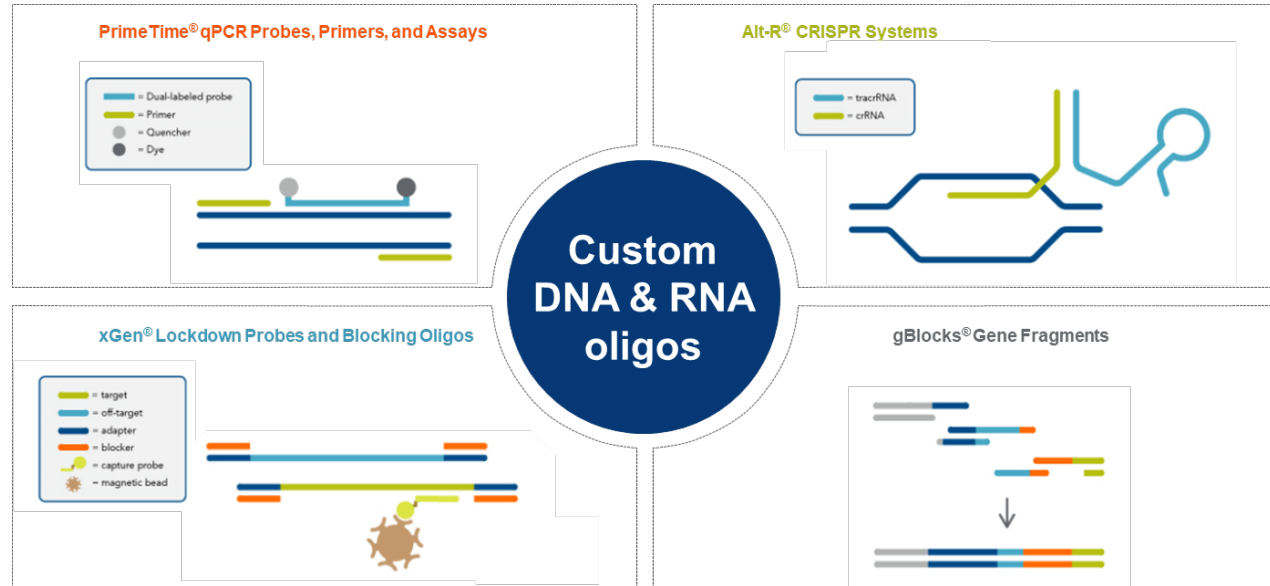 PrimeTime® qPCR Probes, Primers, and Assays
= Dual-labeled probe
= Primer
= Quencher
= Dye
Alt-R® CRISPR Systems
= tracrRNA
= crRNA
Custom
DNA & RNA
oligos
xGen® Lockdown Probes and Blocking Oligos
= target
= off-target
= adapter
= blocker
= capture probe
= magnetic bead
gBlocks® Gene Fragments